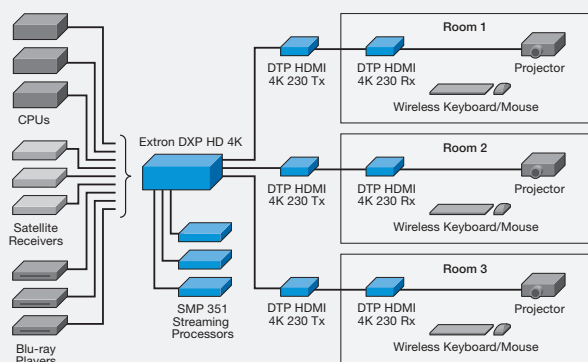 CPUs
Satellite
Receivers
Blu-ray
Players
Extron DXP HD 4K
SMP 351
Streaming
Processors
DTP HDMI
4K 230 Tx
Room 1
DTP HDMI
4K 230 Rx
Projector
Wireless Keyboard/Mouse
DTP HDMI
4K 230 Tx
Room 2
DTP HDMI
4K 230 Rx
Projector
Wireless Keyboard/Mouse
DTP HDMI
4K 230 Tx
Room 3
DTP HDMI
4K 230 Rx
Projector
Wireless Keyboard/Mouse